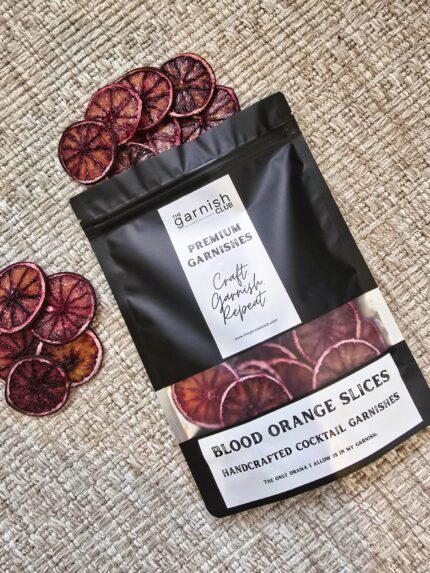 THE
garnish
CLUB
PREMIUM
GARNISHES
Craft.
Garnish.
Repeat.
BLOOD ORANGE SLICES
HANDCRAFTED COCKTAIL GARNISHES
THE ONLY DRAMA I ALLOW IS IN MY GARNISH.